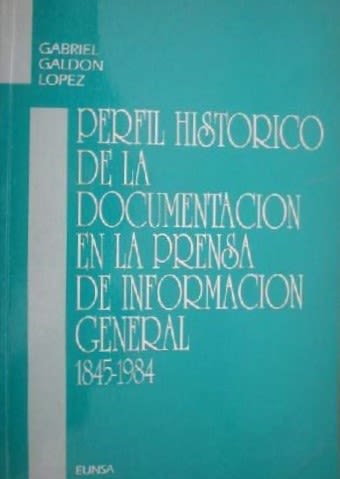 GABRIEL
GALDON
LOPEZ
PERFIL HISTORICO
DE LA
DOCUMENTACION
EN LA PRENSA
DE INFORMACION
GENERAL
1845-1984
EUNSA